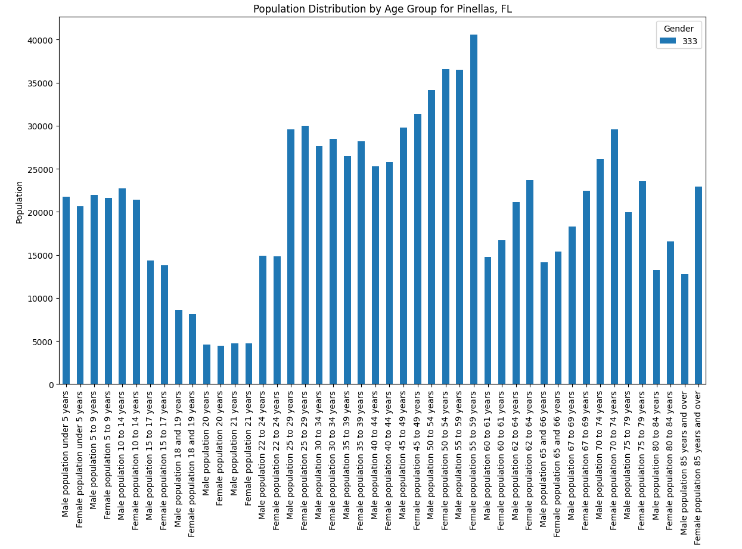 Population Distribution by Age Group for Pinellas, FL
Gender
333
Population
40000
35000
30000
25000
20000
15000
10000
5000
0
Male population under 5 years
Female population under 5 years
Male population 5 to 9 years
Female population 5 to 9 years
Male population 10 to 14 years
Female population 10 to 14 years
Male population 15 to 17 years
Female population 15 to 17 years
Male population 18 and 19 years
Female population 18 and 19 years
Male population 20 years
Female population 20 years
Male population 21 years
Female population 21 years
Male population 22 to 24 years
Female population 22 to 24 years
Male population 25 to 29 years
Female population 25 to 29 years
Male population 30 to 34 years
Female population 30 to 34 years
Male population 35 to 39 years
Female population 35 to 39 years
Male population 40 to 44 years
Female population 40 to 44 years
Male population 45 to 49 years
Female population 45 to 49 years
Male population 50 to 54 years
Female population 50 to 54 years
Male population 55 to 59 years
Female population 55 to 59 years
Male population 60 to 61 years
Female population 60 to 61 years
Male population 62 to 64 years
Female population 62 to 64 years
Male population 65 and 66 years
Female population 65 and 66 years
Male population 67 to 69 years
Female population 67 to 69 years
Male population 70 to 74 years
Female population 70 to 74 years
Male population 75 to 79 years
Female population 75 to 79 years
Male population 80 to 84 years
Female population 80 to 84 years
Male population 85 years and over
Female population 85 years and over